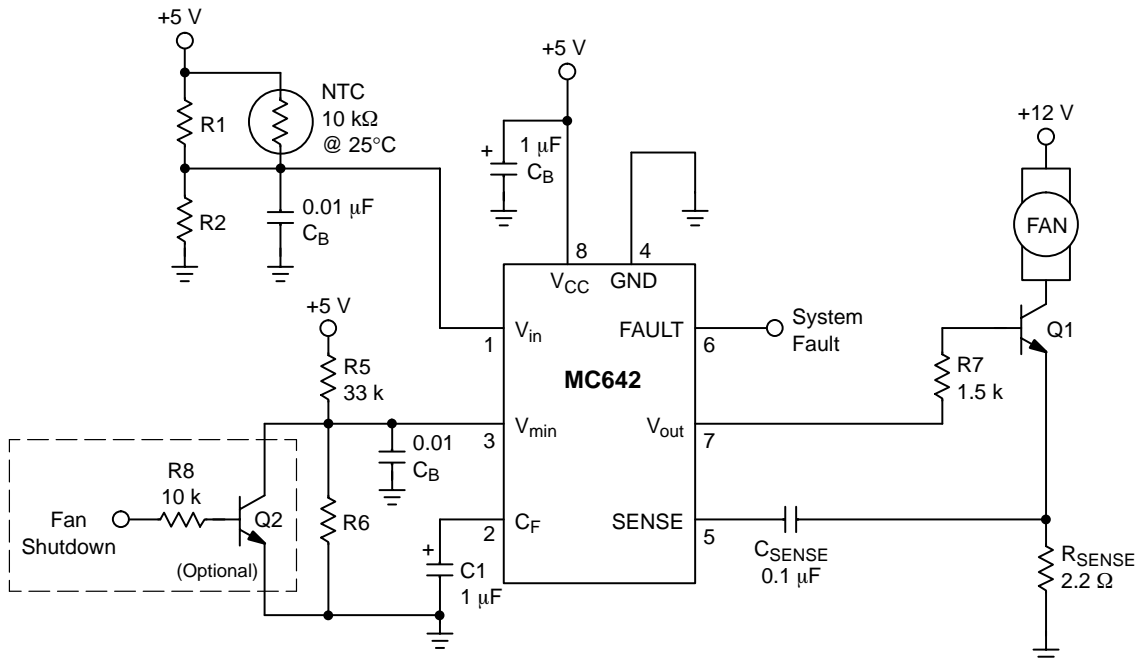 +5 V
NTC
10 kΩ
@ 25°C
R1
R2
0.01 μF
C_B
+5 V
+
1 μF
C_B
8
4
V_CC
GND
+12 V
FAN
Q1
V_in
1
FAULT
6
System
Fault
MC642
R7
1.5 k
+5 V
R5
33 k
V_min
3
V_out
7
0.01
C_B
R8
10 k
Fan
Shutdown
Q2
(Optional)
R6
C_F
2
+
C1
1 μF
SENSE
5
C_SENSE
0.1 μF
R_SENSE
2.2 Ω